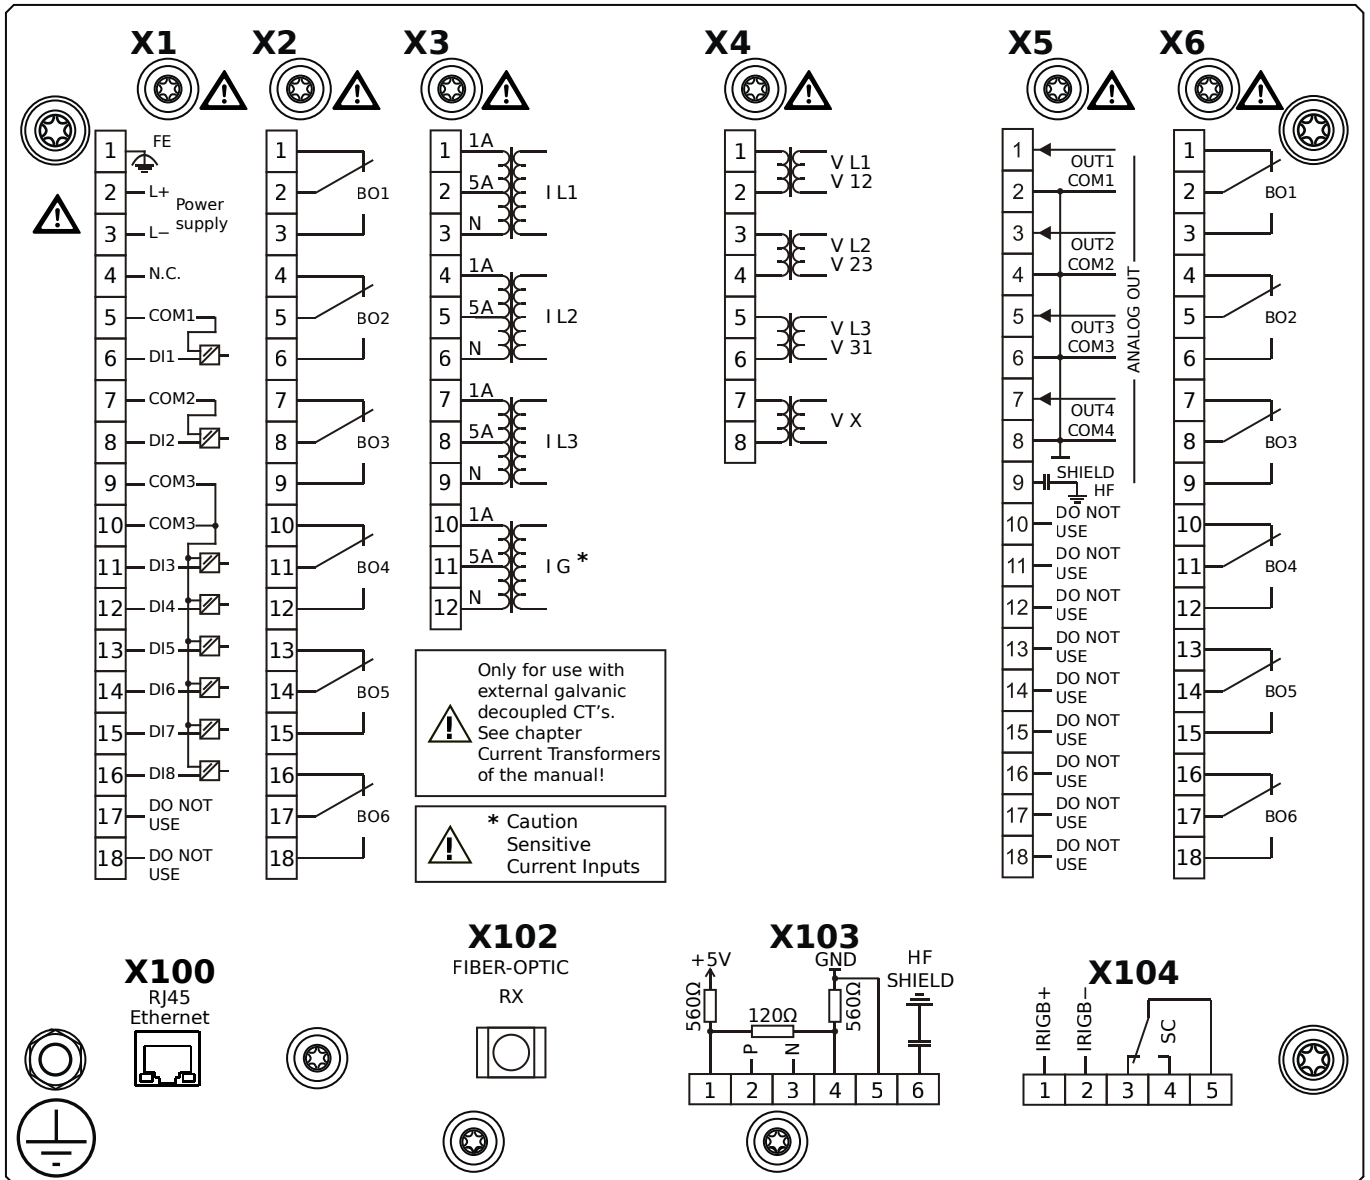 X1
X2
X3
X4
X5
X6
1 FE
2 L+
Power
supply
3 L−
4 N.C.
5 COM1
6 DI1
7 COM2
8 DI2
9 COM3
10 COM3
11 DI3
12 DI4
13 DI5
14 DI6
15 DI7
16 DI8
17 DO NOT
USE
18 DO NOT
USE
1
2 BO1
3
4
5 BO2
6
7
8 BO3
9
10
11 BO4
12
13
14 BO5
15
16
17 BO6
18
1 1A
2 5A I L1
3 N
4 1A
5 5A I L2
6 N
7 1A
8 5A I L3
9 N
10 1A
11 5A I G *
12 N
Only for use with
external galvanic
decoupled CT's.
See chapter
Current Transformers
of the manual!
* Caution
Sensitive
Current Inputs
1 V L1
2 V 12
3 V L2
4 V 23
5 V L3
6 V 31
7 V X
8
1 OUT1
2 COM1
3 OUT2
4 COM2
5 OUT3
6 COM3
7 OUT4
8 COM4
ANALOG OUT
9 SHIELD
HF
10 DO NOT
USE
11 DO NOT
USE
12 DO NOT
USE
13 DO NOT
USE
14 DO NOT
USE
15 DO NOT
USE
16 DO NOT
USE
17 DO NOT
USE
18 DO NOT
USE
1
2 BO1
3
4
5 BO2
6
7
8 BO3
9
10
11 BO4
12
13
14 BO5
15
16
17 BO6
18
X100
RJ45
Ethernet
X102
FIBER-OPTIC
RX
X103
+5V
GND
HF
SHIELD
560Ω
120Ω
560Ω
P
N
1 2 3 4 5 6
X104
IRIGB+
IRIGB−
SC
1 2 3 4 5